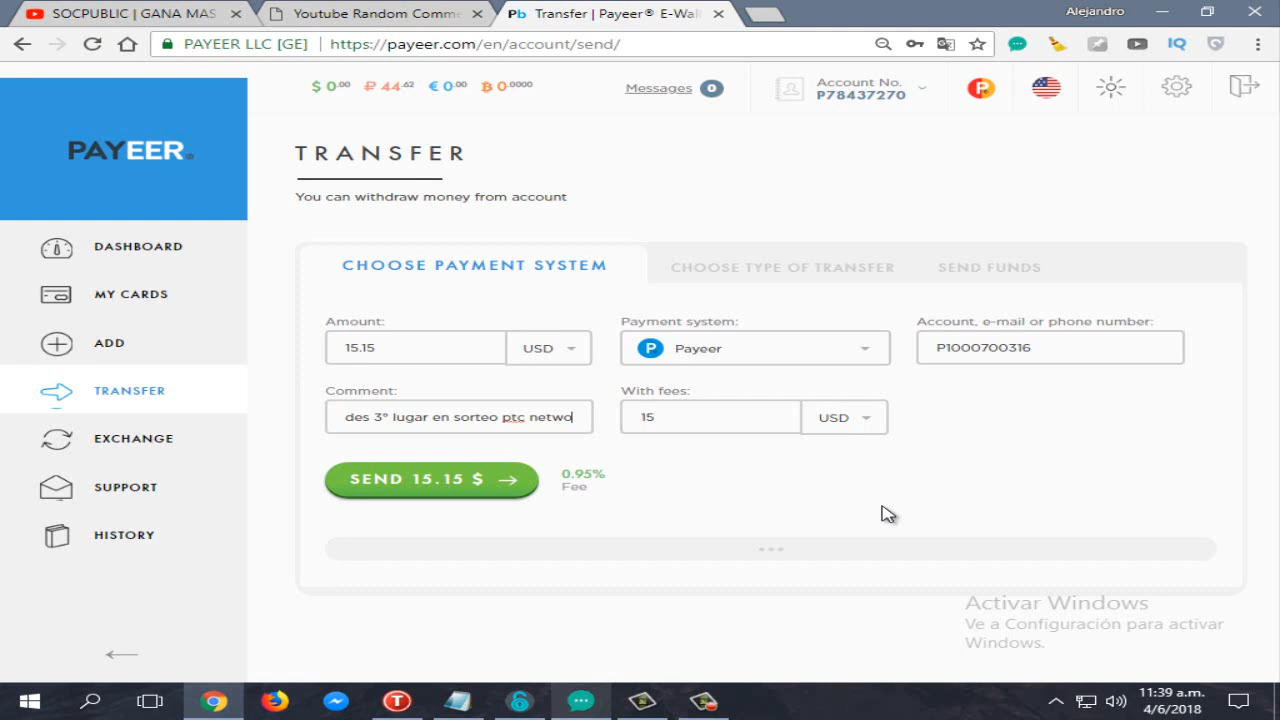 SOCPUBLIC | GANA MAS
Youtube Random Comme
Transfer | Payeer® E-Wall
Alejandro
PAYEER LLC [GE]
https://payeer.com/en/account/send/
$ 0.00 ₽ 44.62 € 0.00 ₿ 0.0000
Messages 0
Account No.
P78437270
PAYEER®
TRANSFER
You can withdraw money from account
DASHBOARD
MY CARDS
ADD
TRANSFER
EXCHANGE
SUPPORT
HISTORY
CHOOSE PAYMENT SYSTEM
CHOOSE TYPE OF TRANSFER
SEND FUNDS
Amount:
Payment system:
Account, e-mail or phone number:
15.15
USD
Payeer
P1000700316
Comment:
With fees:
des 3° lugar en sorteo ptc netwo
15
USD
SEND 15.15 $
0.95%
Fee
Activar Windows
Ve a Configuración para activar
Windows.
11:39 a.m.
4/6/2018